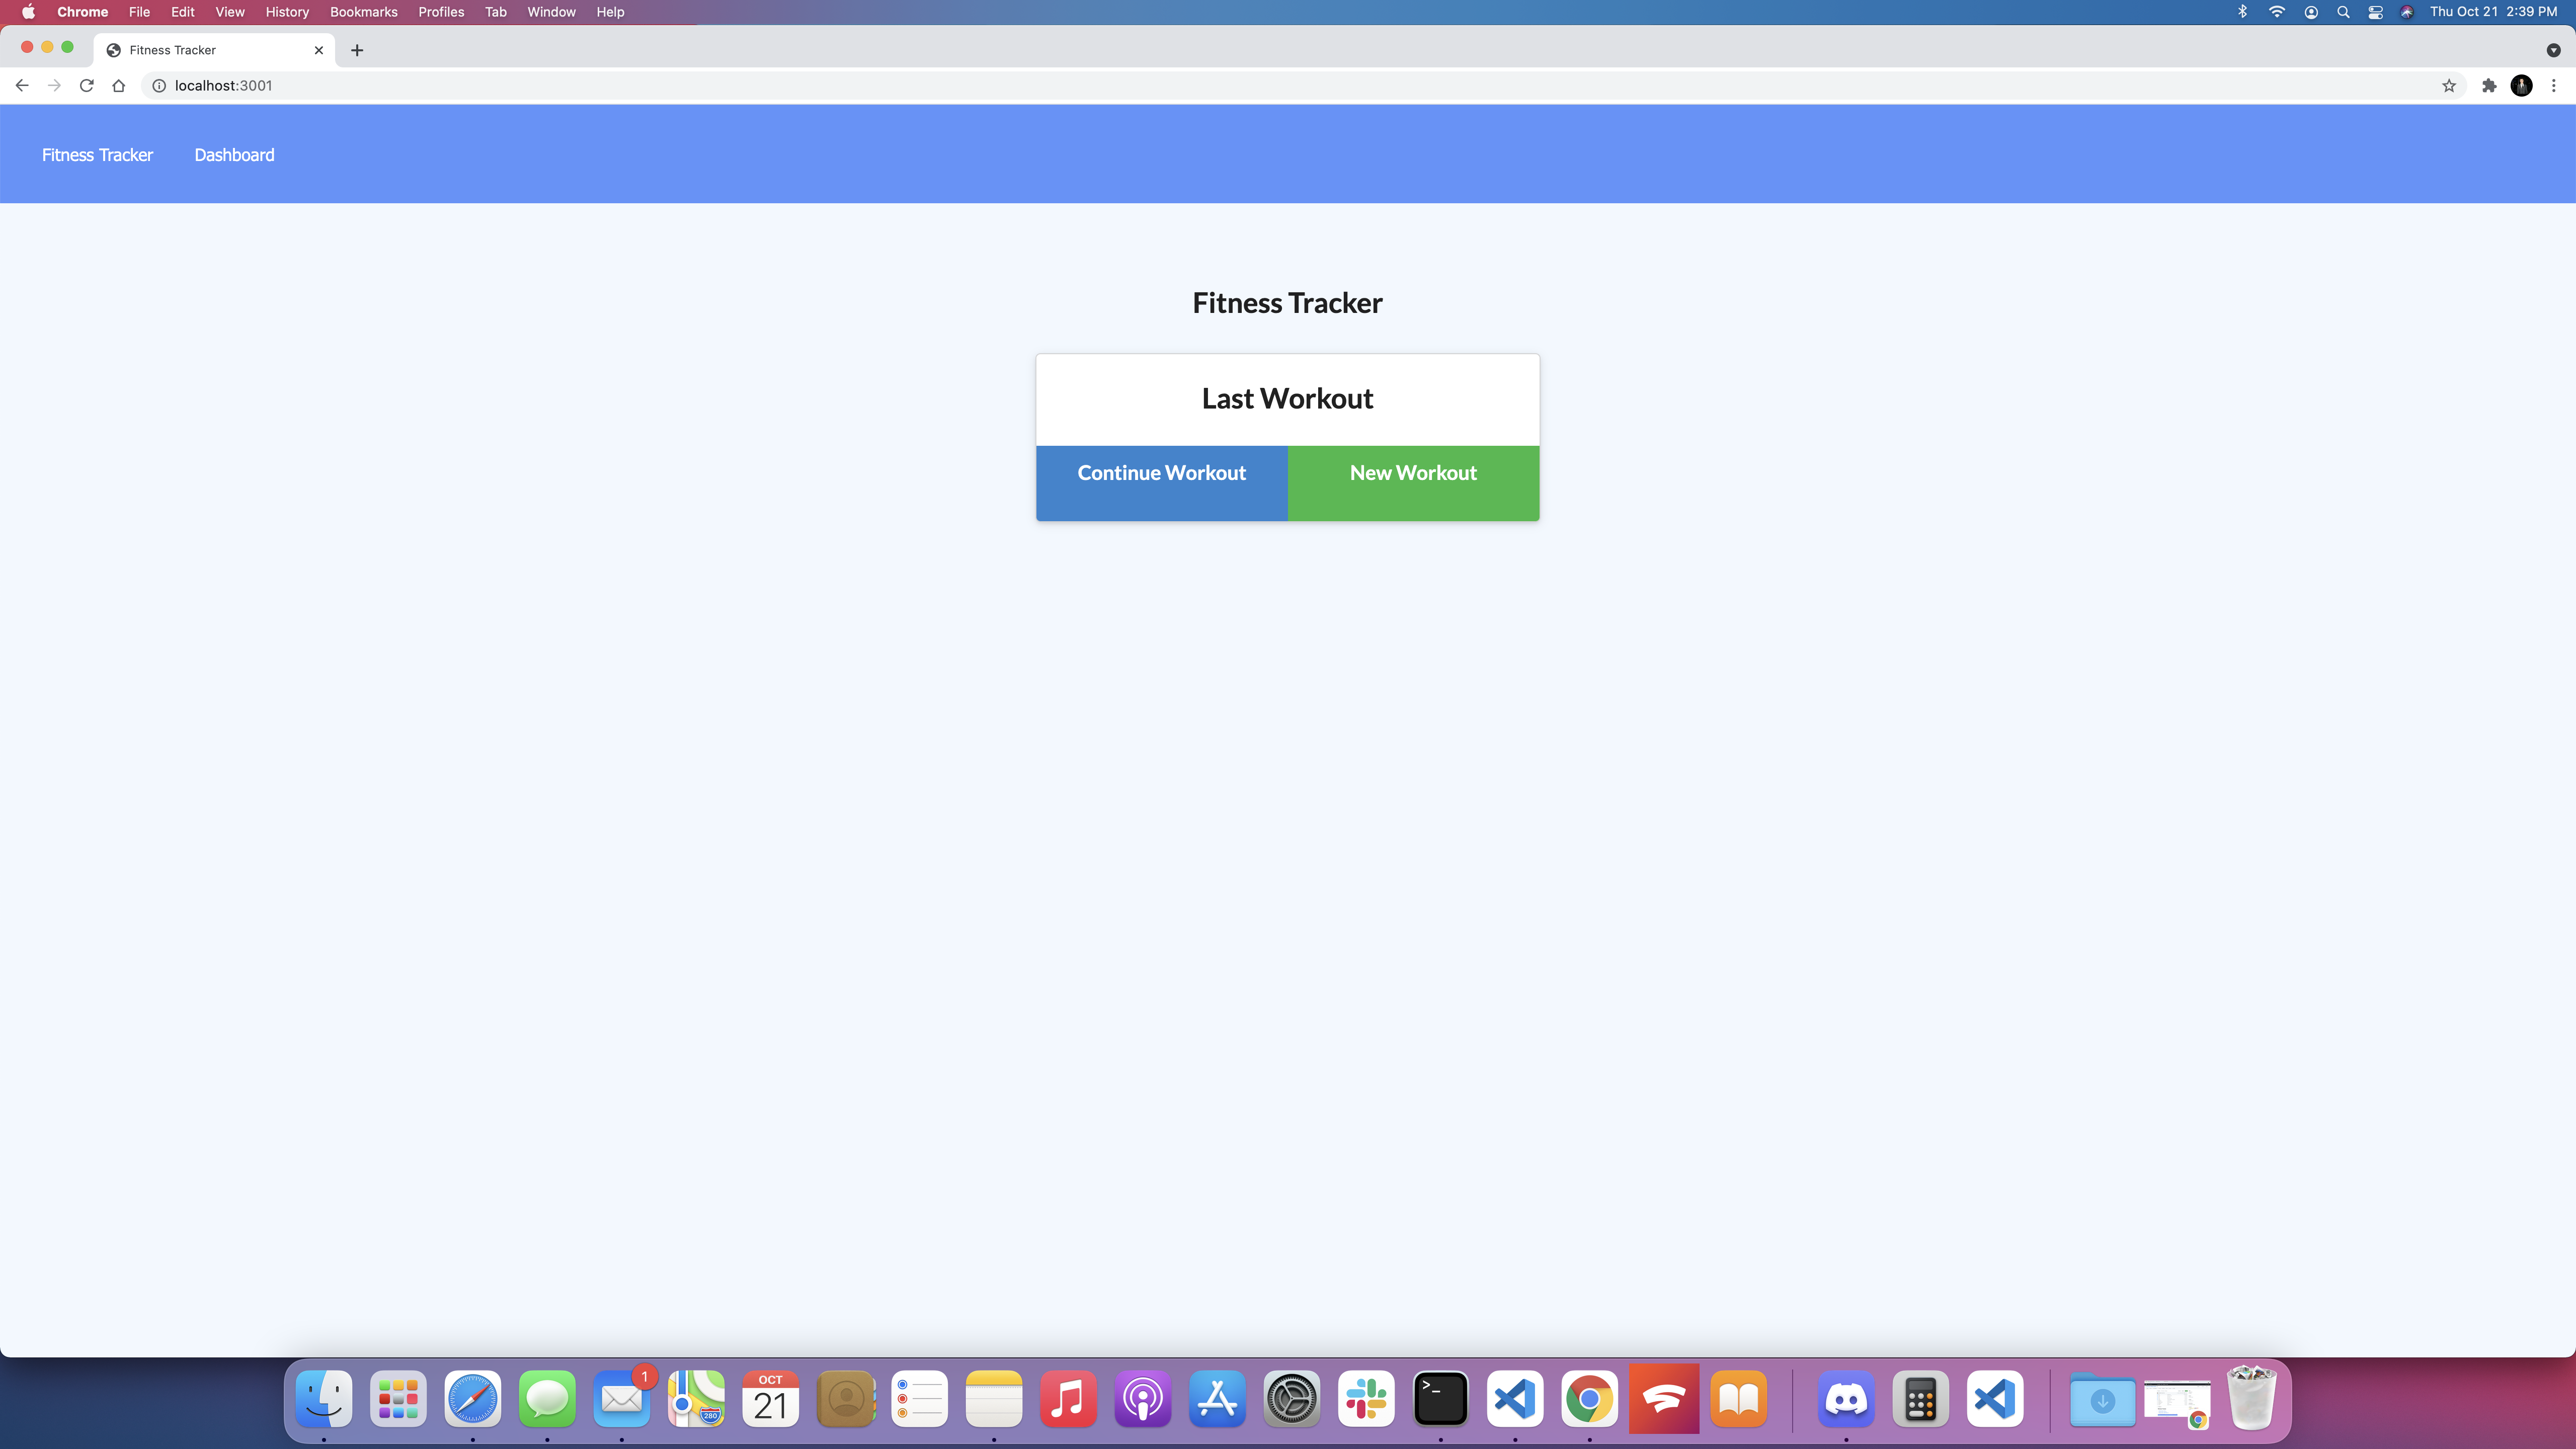 Chrome File Edit View History Bookmarks Profiles Tab Window Help Thu Oct 21 2:39 PM
Fitness Tracker
localhost:3001
Fitness Tracker Dashboard
Fitness Tracker
Last Workout
Continue Workout New Workout
1
OCT
21
280
>_